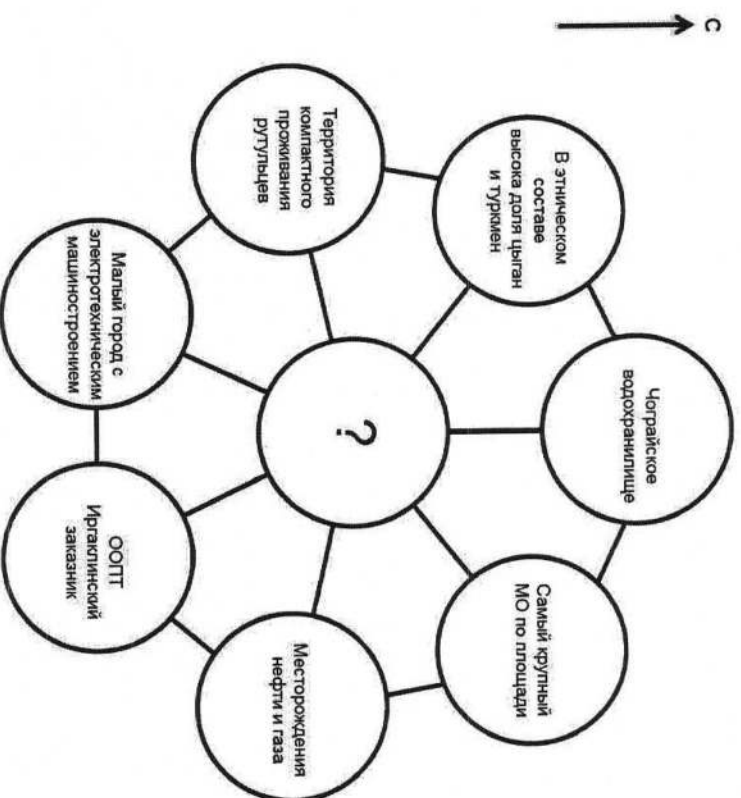 С
Чограйское
водохранилище
В этническом
составе
высока доля цыган
и туркмен
Самый крупный
МО по площади
?
Территория
компактного
проживания
рутульцев
Месторождения
нефти и газа
Малый город с
электротехническим
машиностроением
ООПТ
Иргаклинский
заказник